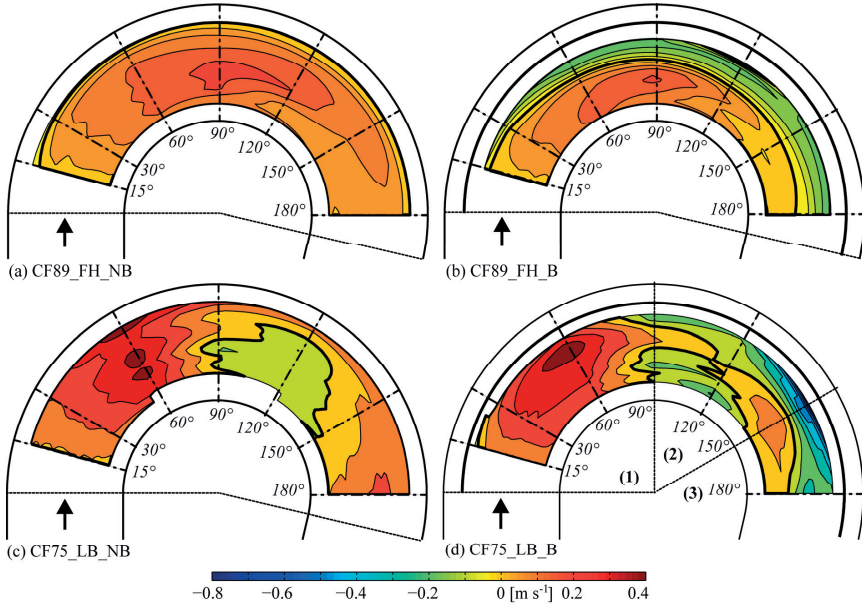 60° 90° 120°
30° 150°
15° 180°
(a) CF89_FH_NB
60° 90° 120°
30° 150°
15° 180°
(b) CF89_FH_B
60° 90° 120°
30° 150°
15° 180°
(c) CF75_LB_NB
60° 90° 120°
30° (2) 150°
15° (1) (3) 180°
(d) CF75_LB_B
−0.8 −0.6 −0.4 −0.2 0 [m s⁻¹] 0.2 0.4